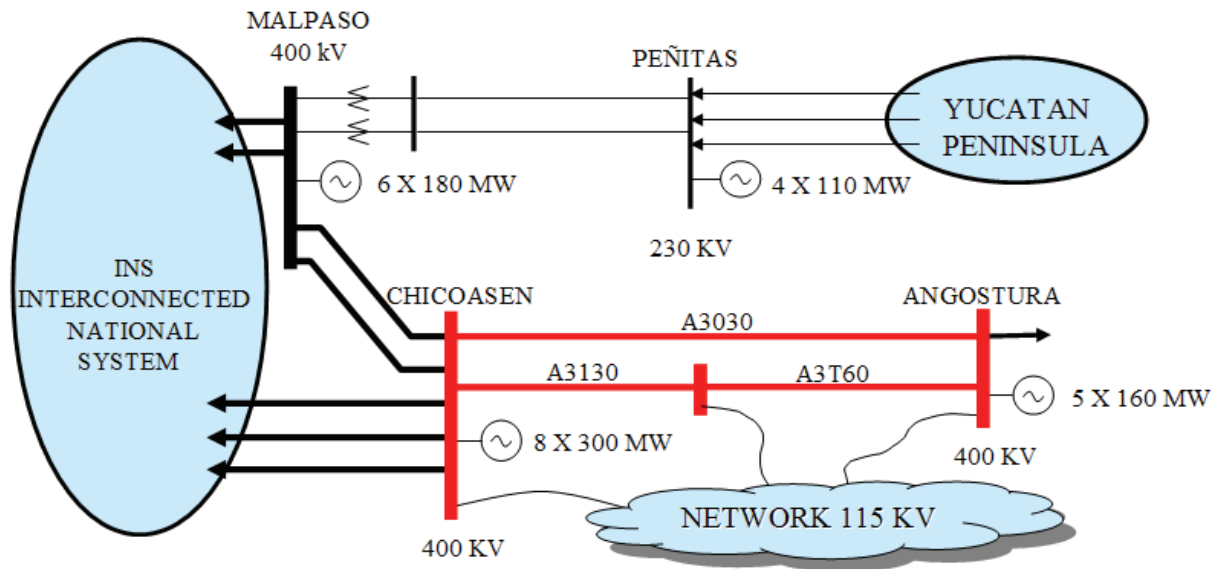 MALPASO
400 kV
PEÑITAS
YUCATAN
PENINSULA
6 X 180 MW
4 X 110 MW
230 KV
INS
INTERCONNECTED
NATIONAL
SYSTEM
CHICOASEN
ANGOSTURA
A3030
A3130
A3T60
5 X 160 MW
8 X 300 MW
400 KV
NETWORK 115 KV
400 KV